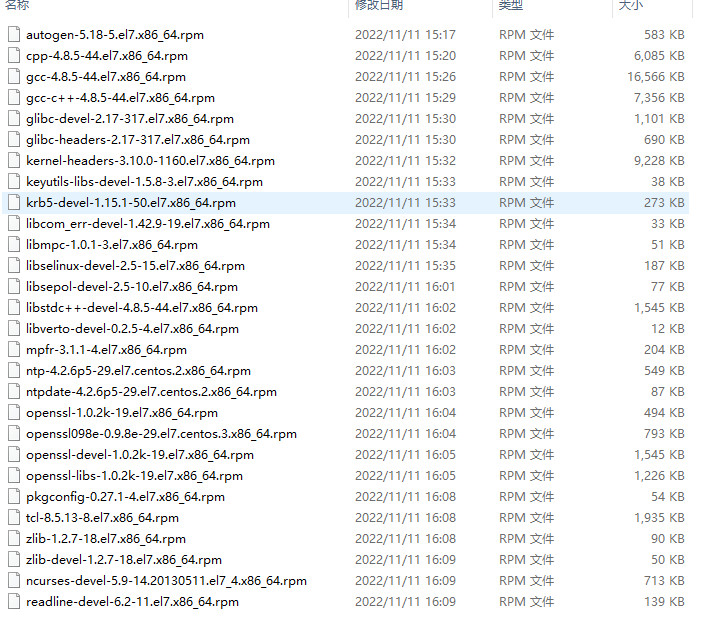 名称 修改日期 类型 大小
autogen-5.18-5.el7.x86_64.rpm 2022/11/11 15:17 RPM 文件 583 KB
cpp-4.8.5-44.el7.x86_64.rpm 2022/11/11 15:20 RPM 文件 6,085 KB
gcc-4.8.5-44.el7.x86_64.rpm 2022/11/11 15:26 RPM 文件 16,566 KB
gcc-c++-4.8.5-44.el7.x86_64.rpm 2022/11/11 15:29 RPM 文件 7,356 KB
glibc-devel-2.17-317.el7.x86_64.rpm 2022/11/11 15:30 RPM 文件 1,101 KB
glibc-headers-2.17-317.el7.x86_64.rpm 2022/11/11 15:30 RPM 文件 690 KB
kernel-headers-3.10.0-1160.el7.x86_64.rpm 2022/11/11 15:32 RPM 文件 9,228 KB
keyutils-libs-devel-1.5.8-3.el7.x86_64.rpm 2022/11/11 15:33 RPM 文件 38 KB
krb5-devel-1.15.1-50.el7.x86_64.rpm 2022/11/11 15:33 RPM 文件 273 KB
libcom_err-devel-1.42.9-19.el7.x86_64.rpm 2022/11/11 15:34 RPM 文件 33 KB
libmpc-1.0.1-3.el7.x86_64.rpm 2022/11/11 15:34 RPM 文件 51 KB
libselinux-devel-2.5-15.el7.x86_64.rpm 2022/11/11 15:35 RPM 文件 187 KB
libsepol-devel-2.5-10.el7.x86_64.rpm 2022/11/11 16:01 RPM 文件 77 KB
libstdc++-devel-4.8.5-44.el7.x86_64.rpm 2022/11/11 16:02 RPM 文件 1,545 KB
libverto-devel-0.2.5-4.el7.x86_64.rpm 2022/11/11 16:02 RPM 文件 12 KB
mpfr-3.1.1-4.el7.x86_64.rpm 2022/11/11 16:02 RPM 文件 204 KB
ntp-4.2.6p5-29.el7.centos.2.x86_64.rpm 2022/11/11 16:03 RPM 文件 549 KB
ntpdate-4.2.6p5-29.el7.centos.2.x86_64.rpm 2022/11/11 16:03 RPM 文件 87 KB
openssl-1.0.2k-19.el7.x86_64.rpm 2022/11/11 16:04 RPM 文件 494 KB
openssl098e-0.9.8e-29.el7.centos.3.x86_64.rpm 2022/11/11 16:04 RPM 文件 793 KB
openssl-devel-1.0.2k-19.el7.x86_64.rpm 2022/11/11 16:05 RPM 文件 1,545 KB
openssl-libs-1.0.2k-19.el7.x86_64.rpm 2022/11/11 16:05 RPM 文件 1,226 KB
pkgconfig-0.27.1-4.el7.x86_64.rpm 2022/11/11 16:08 RPM 文件 54 KB
tcl-8.5.13-8.el7.x86_64.rpm 2022/11/11 16:08 RPM 文件 1,935 KB
zlib-1.2.7-18.el7.x86_64.rpm 2022/11/11 16:08 RPM 文件 90 KB
zlib-devel-1.2.7-18.el7.x86_64.rpm 2022/11/11 16:09 RPM 文件 50 KB
ncurses-devel-5.9-14.20130511.el7_4.x86_64.rpm 2022/11/11 16:09 RPM 文件 713 KB
readline-devel-6.2-11.el7.x86_64.rpm 2022/11/11 16:09 RPM 文件 139 KB